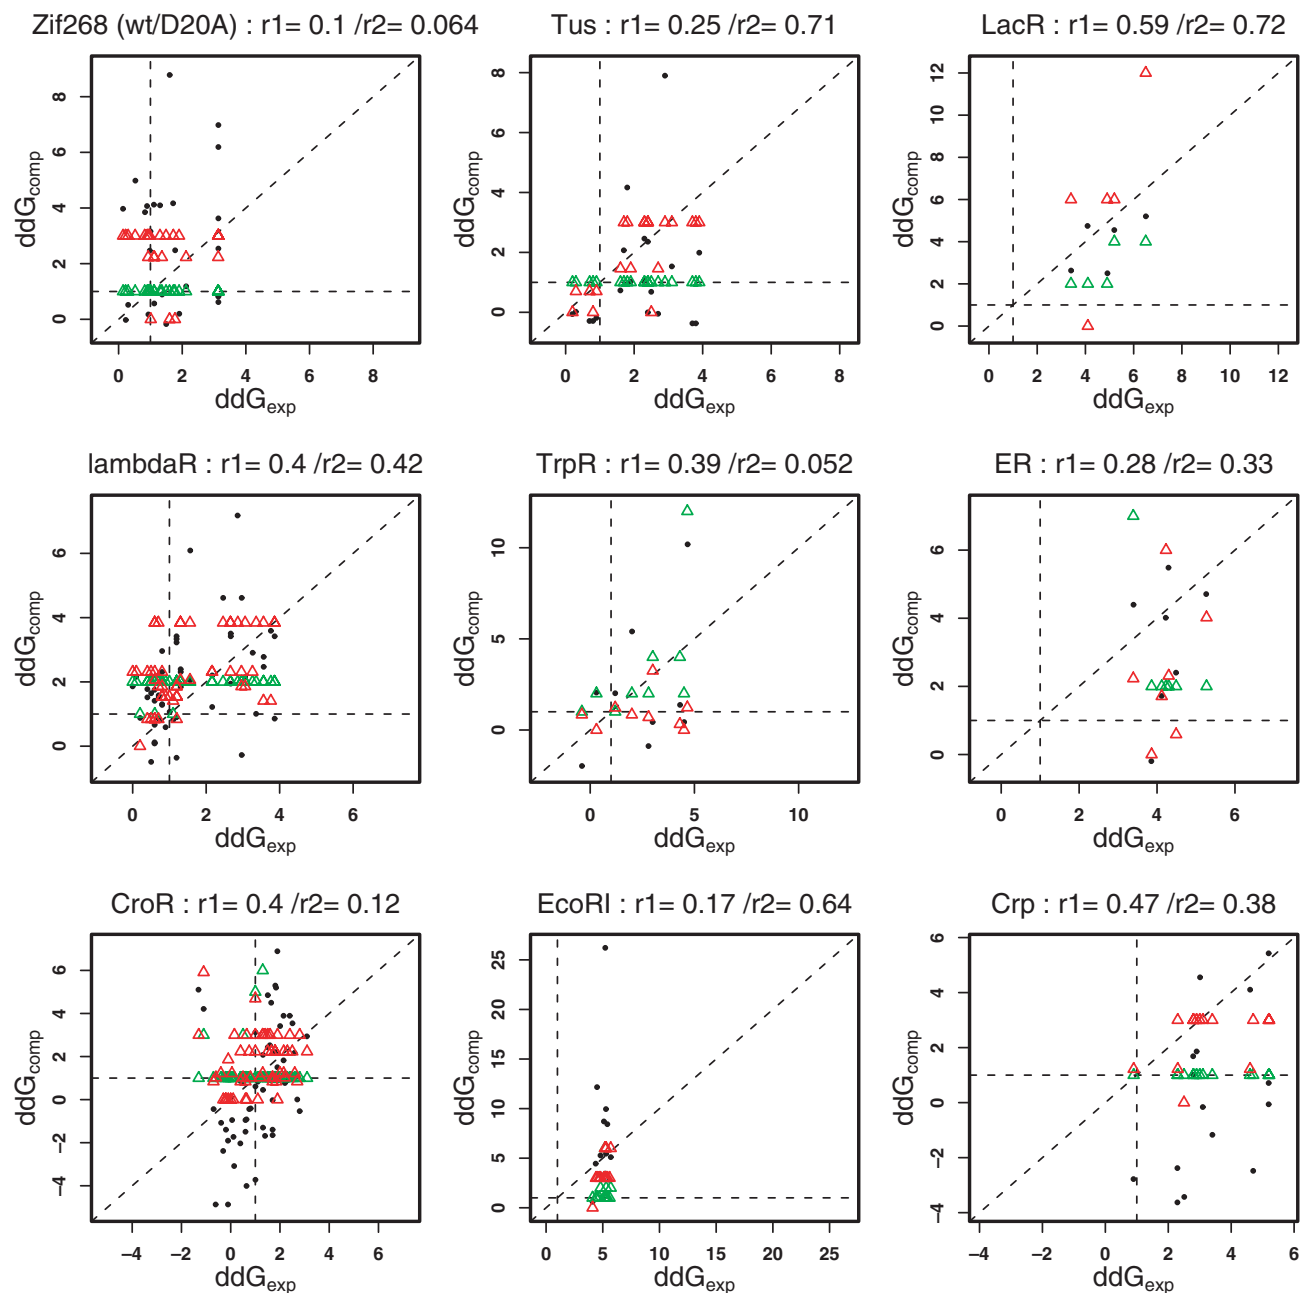 Zif268 (wt/D20A) : r1= 0.1 /r2= 0.064
Tus : r1= 0.25 /r2= 0.71
LacR : r1= 0.59 /r2= 0.72
ddGcomp
0 2 4 6 8
0 2 4 6 8
ddGexp
ddGcomp
0 2 4 6 8
0 2 4 6 8
ddGexp
ddGcomp
0 2 4 6 8 10 12
0 2 4 6 8 10 12
ddGexp
lambdaR : r1= 0.4 /r2= 0.42
TrpR : r1= 0.39 /r2= 0.052
ER : r1= 0.28 /r2= 0.33
ddGcomp
0 2 4 6
0 2 4 6
ddGexp
ddGcomp
0 5 10
0 5 10
ddGexp
ddGcomp
0 2 4 6
0 2 4 6
ddGexp
CroR : r1= 0.4 /r2= 0.12
EcoRI : r1= 0.17 /r2= 0.64
Crp : r1= 0.47 /r2= 0.38
ddGcomp
−4 −2 0 2 4 6
−4 −2 0 2 4 6
ddGexp
ddGcomp
0 5 10 15 20 25
0 5 10 15 20 25
ddGexp
ddGcomp
−4 −2 0 2 4 6
−4 −2 0 2 4 6
ddGexp